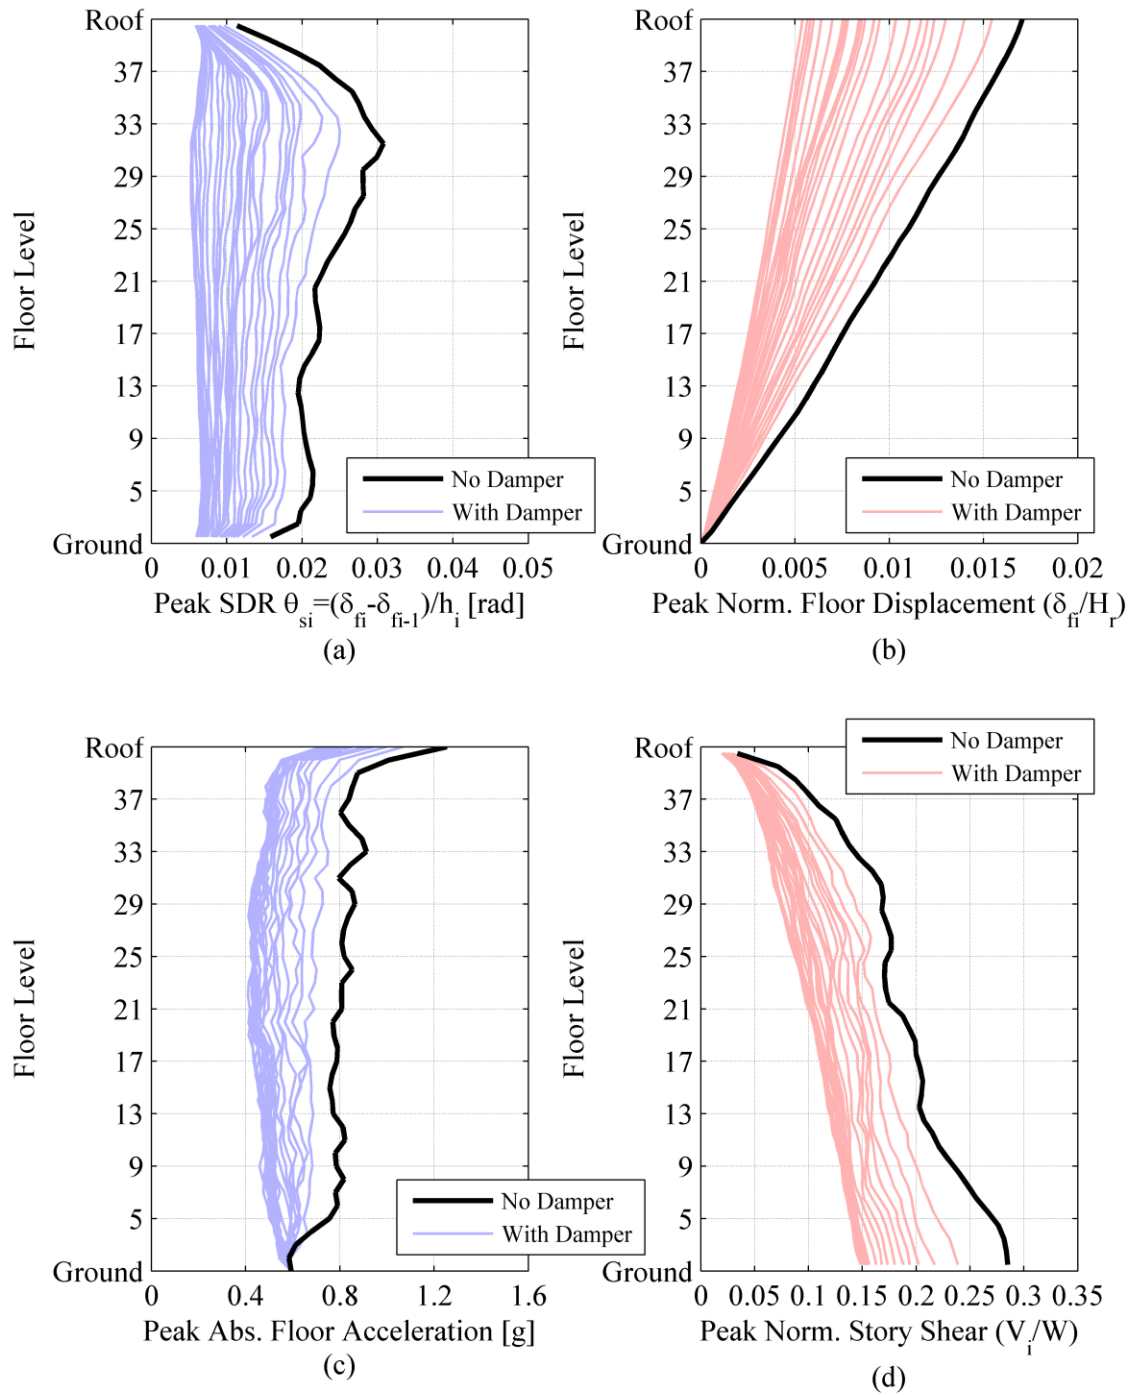 Roof
37
33
29
25
21
17
13
9
5
Ground
Floor Level
No Damper
With Damper
0 0.01 0.02 0.03 0.04 0.05
Peak SDR θsi=(δfi-δfi-1)/hi [rad]
(a)
Roof
37
33
29
25
21
17
13
9
5
Ground
Floor Level
No Damper
With Damper
0 0.005 0.01 0.015 0.02
Peak Norm. Floor Displacement (δfi/Hr)
(b)
Roof
37
33
29
25
21
17
13
9
5
Ground
Floor Level
No Damper
With Damper
0 0.4 0.8 1.2 1.6
Peak Abs. Floor Acceleration [g]
(c)
Roof
37
33
29
25
21
17
13
9
5
Ground
Floor Level
No Damper
With Damper
0 0.05 0.1 0.15 0.2 0.25 0.3 0.35
Peak Norm. Story Shear (Vi/W)
(d)